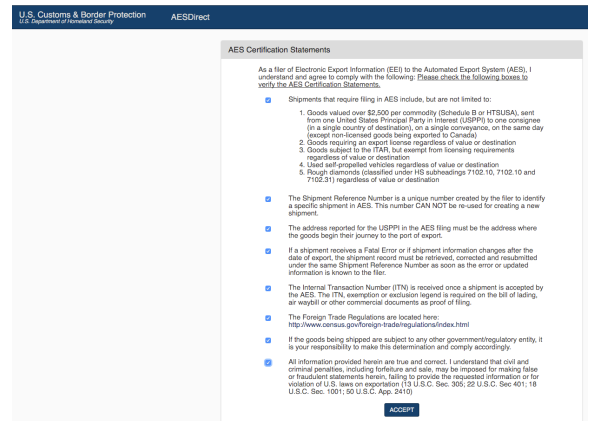 U.S. Customs & Border Protection
U.S. Department of Homeland Security
AESDirect
AES Certification Statements
As a filer of Electronic Export Information (EEI) to the Automated Export System (AES), I
understand and agree to comply with the following: Please check the following boxes to
verify the AES Certification Statements.
Shipments that require filing in AES include, but are not limited to:
1. Goods valued over $2,500 per commodity (Schedule B or HTSUSA), sent
from one United States Principal Party in Interest (USPPI) to one consignee
(in a single country of destination), on a single conveyance, on the same day
(except non-licensed goods being exported to Canada)
2. Goods requiring an export license regardless of value or destination
3. Goods subject to the ITAR, but exempt from licensing requirements
regardless of value or destination
4. Used self-propelled vehicles regardless of value or destination
5. Rough diamonds (classified under HS subheadings 7102.10, 7102.10 and
7102.31) regardless of value or destination
The Shipment Reference Number is a unique number created by the filer to identify
a specific shipment in AES. This number CAN NOT be re-used for creating a new
shipment.
The address reported for the USPPI in the AES filing must be the address where
the goods begin their journey to the port of export.
If a shipment receives a Fatal Error or if shipment information changes after the
date of export, the shipment record must be retrieved, corrected and resubmitted
under the same Shipment Reference Number as soon as the error or updated
information is known to the filer.
The Internal Transaction Number (ITN) is received once a shipment is accepted by
the AES. The ITN, exemption or exclusion legend is required on the bill of lading,
air waybill or other commercial documents as proof of filing.
The Foreign Trade Regulations are located here:
http://www.census.gov/foreign-trade/regulations/index.html
If the goods being shipped are subject to any other government/regulatory entity, it
is your responsibility to make this determination and comply accordingly.
All information provided herein are true and correct. I understand that civil and
criminal penalties, including forfeiture and sale, may be imposed for making false
or fraudulent statements herein, failing to provide the requested information or for
violation of U.S. laws on exportation (13 U.S.C. Sec. 305; 22 U.S.C. Sec 401; 18
U.S.C. Sec. 1001; 50 U.S.C. App. 2410)
ACCEPT